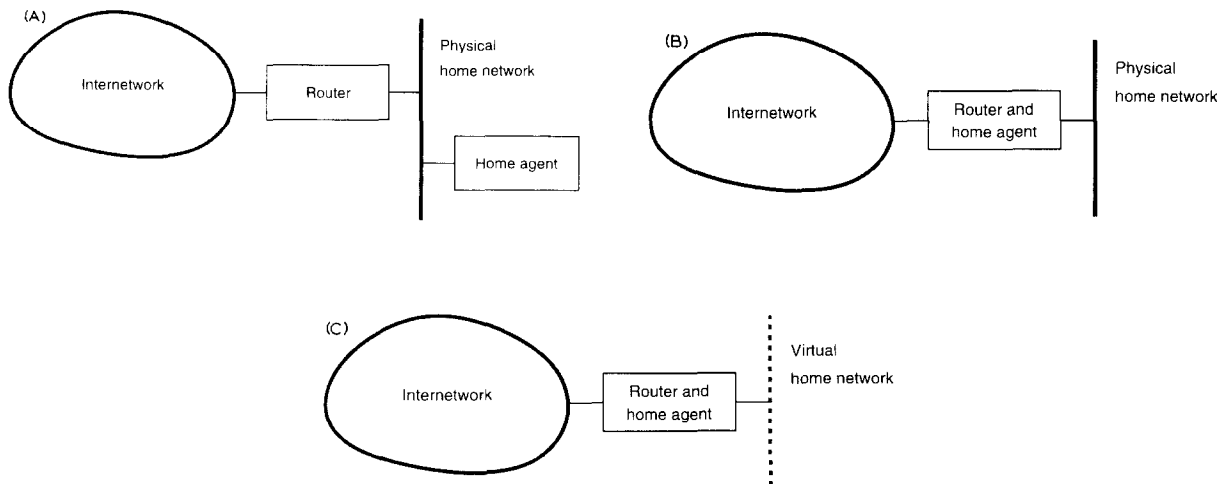 (A)
Internetwork
Router
Physical
home network
Home agent
(B)
Internetwork
Router and
home agent
Physical
home network
(C)
Internetwork
Router and
home agent
Virtual
home network